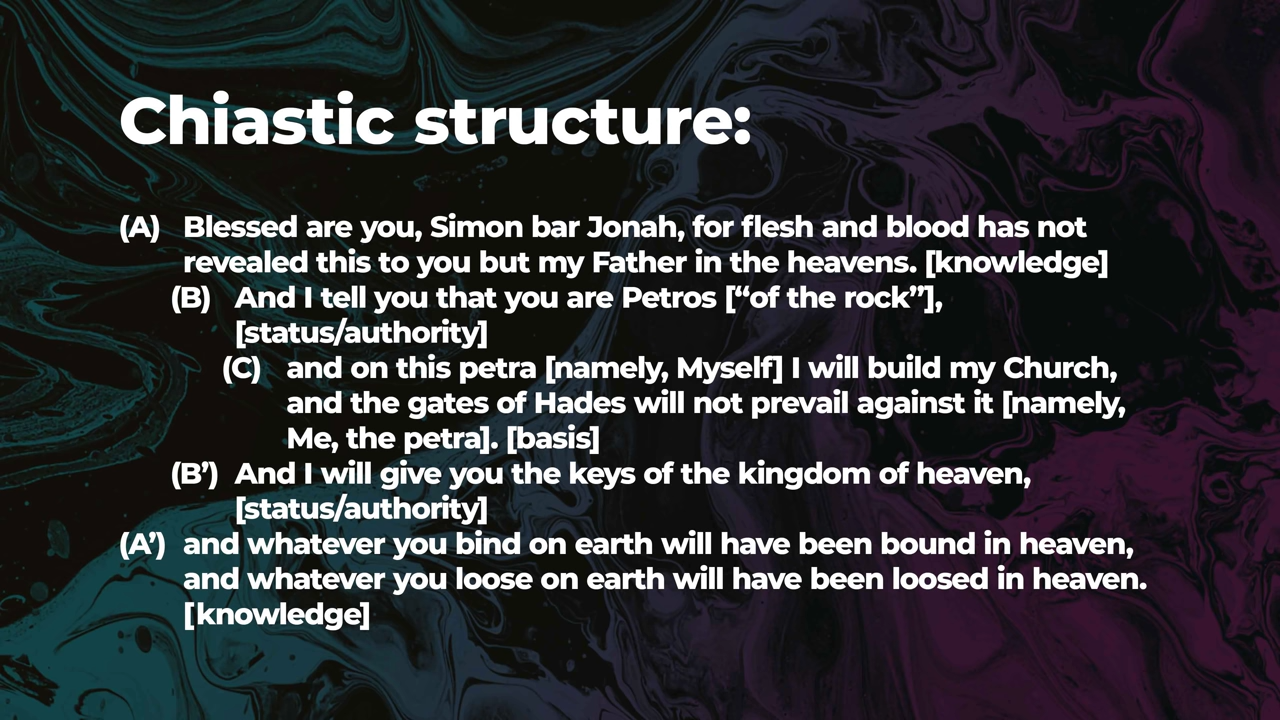 Chiastic structure:
(A) Blessed are you, Simon bar Jonah, for flesh and blood has not
revealed this to you but my Father in the heavens. [knowledge]
(B) And I tell you that you are Petros [“of the rock”],
[status/authority]
(C) and on this petra [namely, Myself] I will build my Church,
and the gates of Hades will not prevail against it [namely,
Me, the petra]. [basis]
(B’) And I will give you the keys of the kingdom of heaven,
[status/authority]
(A’) and whatever you bind on earth will have been bound in heaven,
and whatever you loose on earth will have been loosed in heaven.
[knowledge]